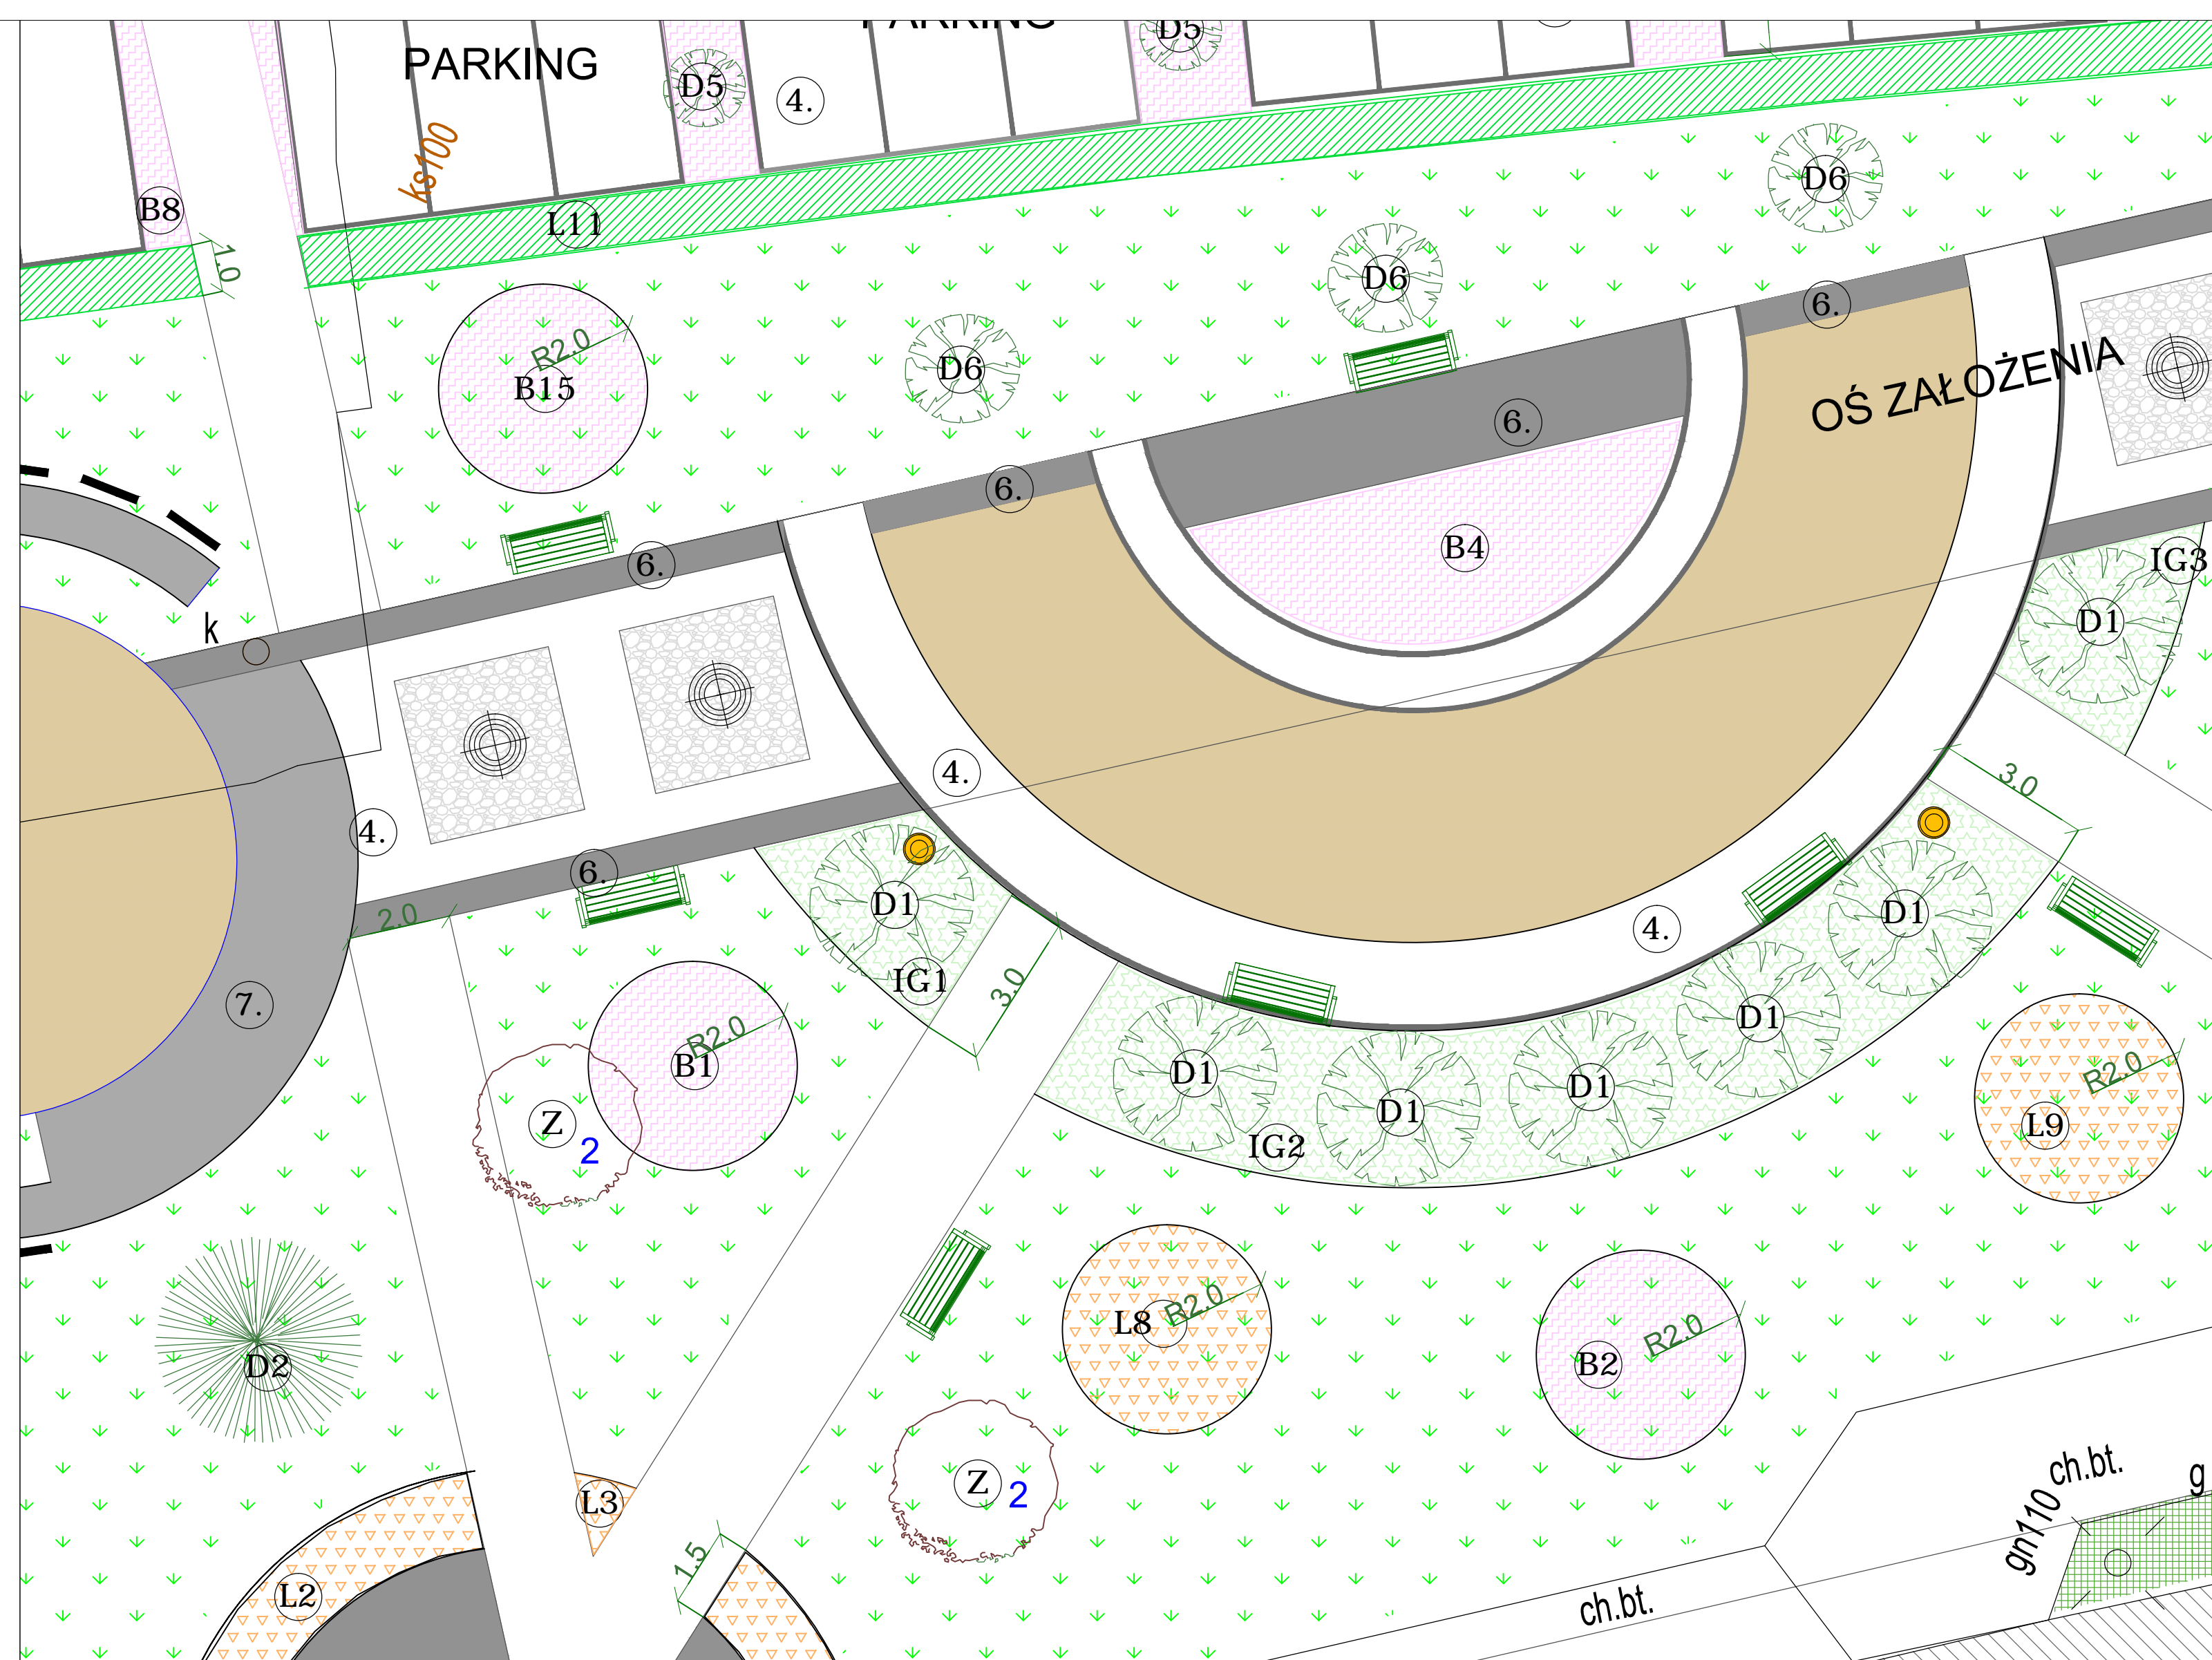 PARKING
PARKING
D5
D5
4.
ks100
D6
B8
L11
1.0
D6
6.
R2.0
B15
D6
OŚ ZAŁOŻENIA
6.
6.
B4
IG3
6.
k
D1
4.
3.0
4.
6.
D1
D1
2.0
4.
IG1
3.0
7.
D1
R2.0
B1
D1
R2.0
D1
D1
Z
2
L9
IG2
R2.0
L8
R2.0
B2
D2
ch.bt.
g
Z
2
L3
gn110
1.5
L2
ch.bt.